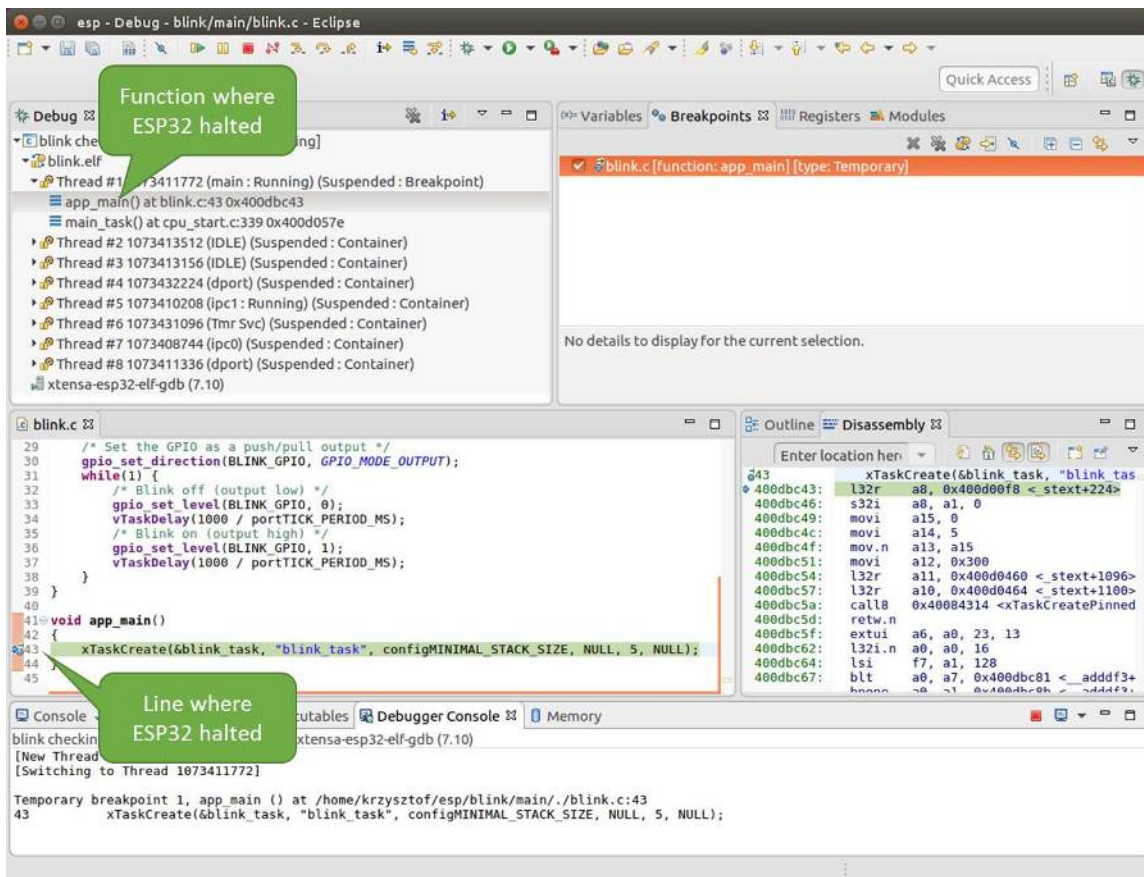 esp - Debug - blink/main/blink.c - Eclipse
Quick Access
Function where
ESP32 halted
Debug
blink che
ing]
blink.elf
Thread #1 1073411772 (main : Running) (Suspended : Breakpoint)
app_main() at blink.c:43 0x400dbc43
main_task() at cpu_start.c:339 0x400d057e
Thread #2 1073413512 (IDLE) (Suspended : Container)
Thread #3 1073413156 (IDLE) (Suspended : Container)
Thread #4 1073432224 (dport) (Suspended : Container)
Thread #5 1073410208 (ipc1 : Running) (Suspended : Container)
Thread #6 1073431096 (Tmr Svc) (Suspended : Container)
Thread #7 1073408744 (ipc0) (Suspended : Container)
Thread #8 1073411336 (dport) (Suspended : Container)
xtensa-esp32-elf-gdb (7.10)
(x)= Variables Breakpoints Registers Modules
blink.c [function: app_main] [type: Temporary]
No details to display for the current selection.
blink.c
29 /* Set the GPIO as a push/pull output */
30 gpio_set_direction(BLINK_GPIO, GPIO_MODE_OUTPUT);
31 while(1) {
32 /* Blink off (output low) */
33 gpio_set_level(BLINK_GPIO, 0);
34 vTaskDelay(1000 / portTICK_PERIOD_MS);
35 /* Blink on (output high) */
36 gpio_set_level(BLINK_GPIO, 1);
37 vTaskDelay(1000 / portTICK_PERIOD_MS);
38 }
39 }
40
41 void app_main()
42 {
43 xTaskCreate(&blink_task, "blink_task", configMINIMAL_STACK_SIZE, NULL, 5, NULL);
44
45
Line where
ESP32 halted
Outline Disassembly
Enter location her
43 xTaskCreate(&blink_task, "blink_tas
400dbc43: l32r a8, 0x400d00f8 <_stext+224>
400dbc46: s32i a8, a1, 0
400dbc49: movi a15, 0
400dbc4c: movi a14, 5
400dbc4f: mov.n a13, a15
400dbc51: movi a12, 0x300
400dbc54: l32r a11, 0x400d0460 <_stext+1096>
400dbc57: l32r a10, 0x400d0464 <_stext+1100>
400dbc5a: call8 0x40084314 <xTaskCreatePinned
400dbc5d: retw.n
400dbc5f: extui a6, a0, 23, 13
400dbc62: l32i.n a0, a0, 16
400dbc64: lsi f7, a1, 128
400dbc67: blt a0, a7, 0x400dbc81 <__adddf3+
Console
cutables Debugger Console Memory
blink checkin
xtensa-esp32-elf-gdb (7.10)
[New Thread
[Switching to Thread 1073411772]
Temporary breakpoint 1, app_main () at /home/krzysztof/esp/blink/main/./blink.c:43
43 xTaskCreate(&blink_task, "blink_task", configMINIMAL_STACK_SIZE, NULL, 5, NULL);